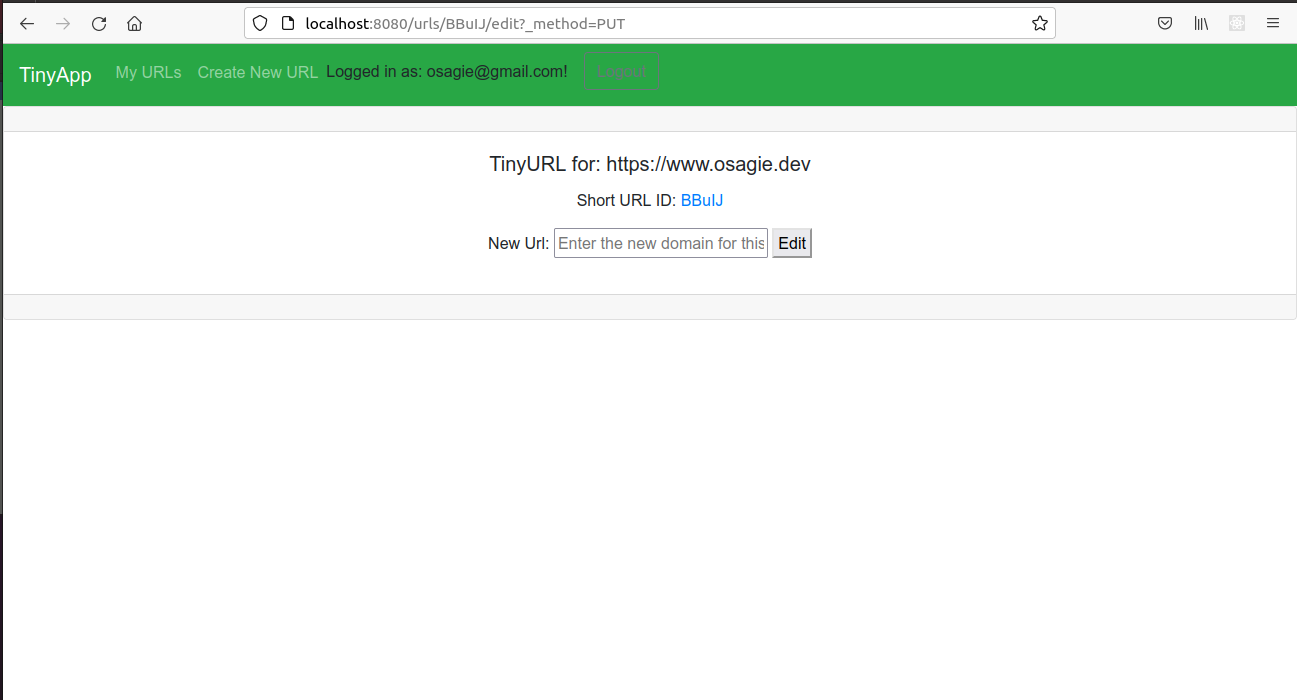 localhost:8080/urls/BBuIJ/edit?_method=PUT
TinyApp My URLs Create New URL Logged in as: osagie@gmail.com! Logout
TinyURL for: https://www.osagie.dev
Short URL ID: BBuIJ
New Url: Enter the new domain for this Edit